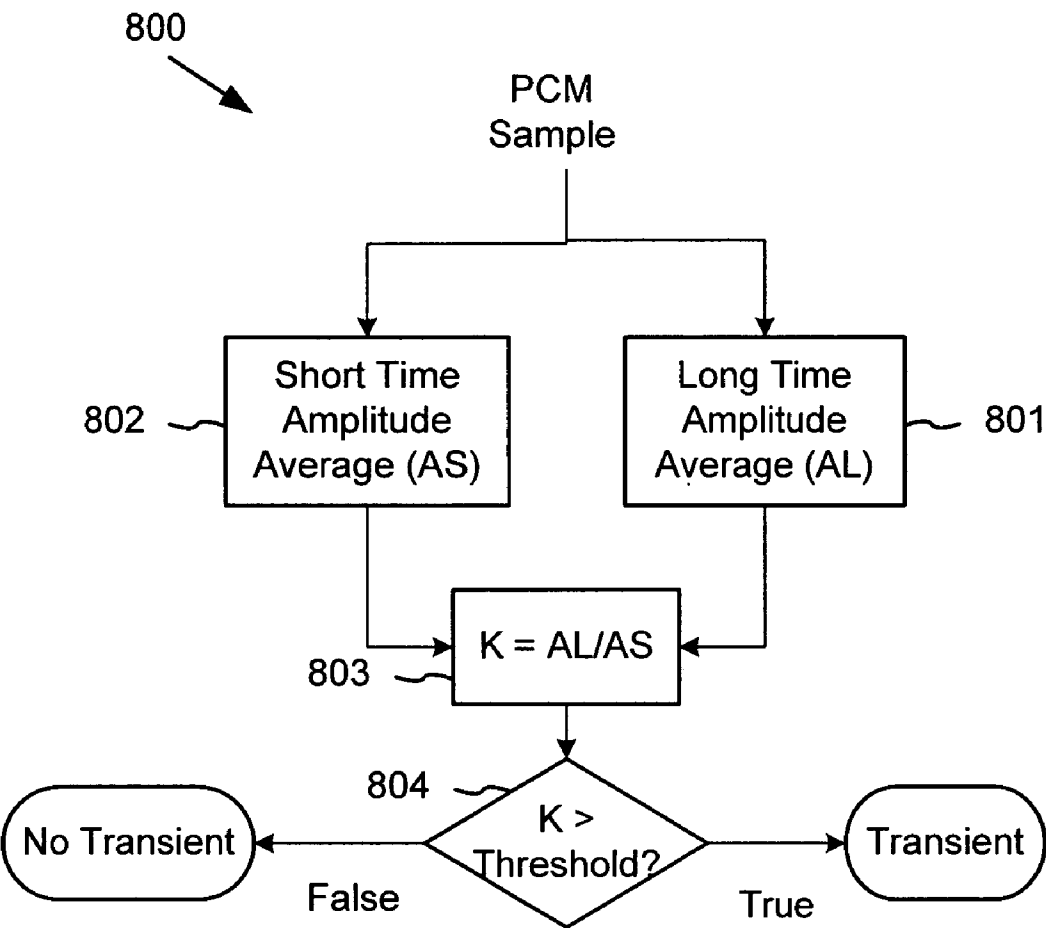 800
PCM
Sample
Short Time
Amplitude
Average (AS)
802
Long Time
Amplitude
Average (AL)
801
K = AL/AS
803
804
K >
Threshold?
No Transient
Transient
False
True